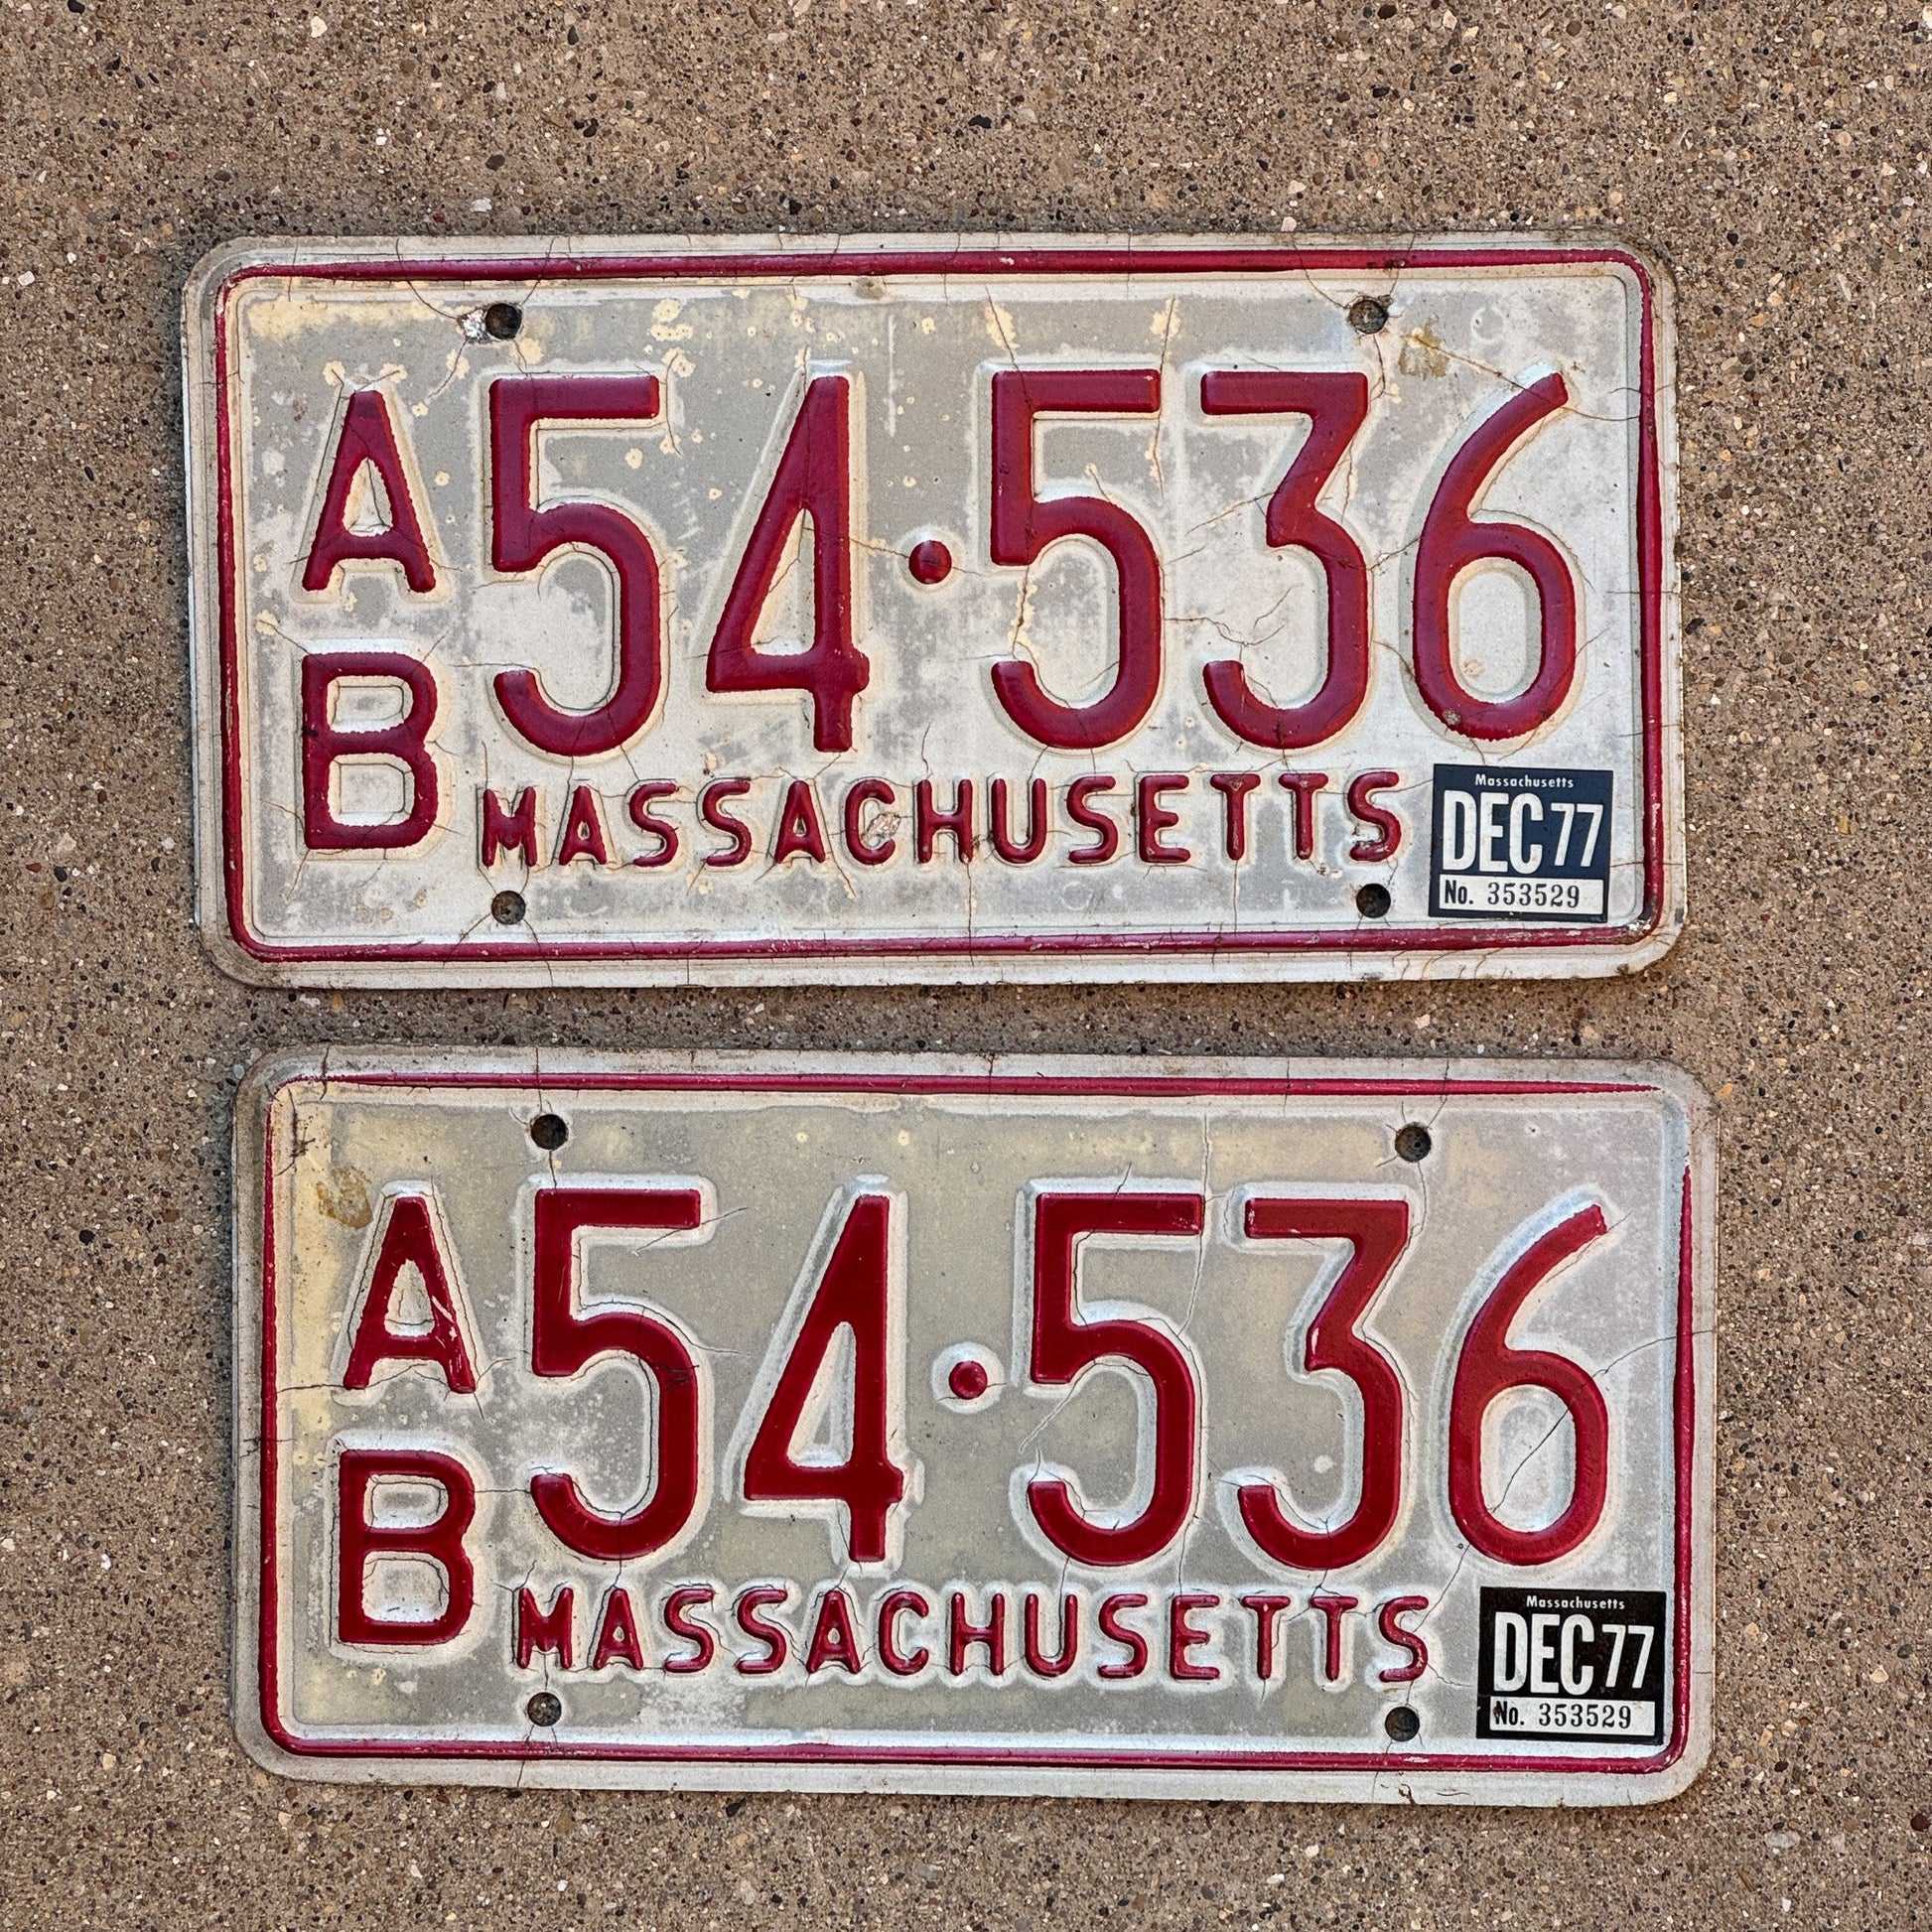 AB 54·536
MASSACHUSETTS
Massachusetts
DEC 77
No. 353529
AB 54·536
MASSACHUSETTS
Massachusetts
DEC 77
No. 353529